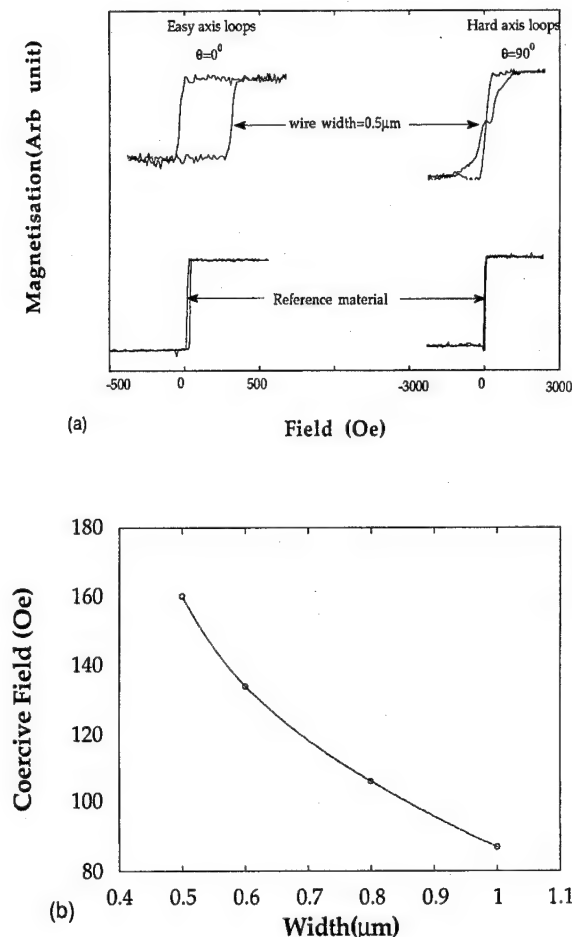 Easy axis loops
Hard axis loops
θ=0⁰
θ=90⁰
wire width=0.5μm
Magnetisation(Arb unit)
Reference material
-500 0 500 -3000 0 3000
(a)
Field (Oe)
180
160
140
120
100
80
Coercive Field (Oe)
0.4 0.5 0.6 0.7 0.8 0.9 1 1.1
(b)
Width(μm)